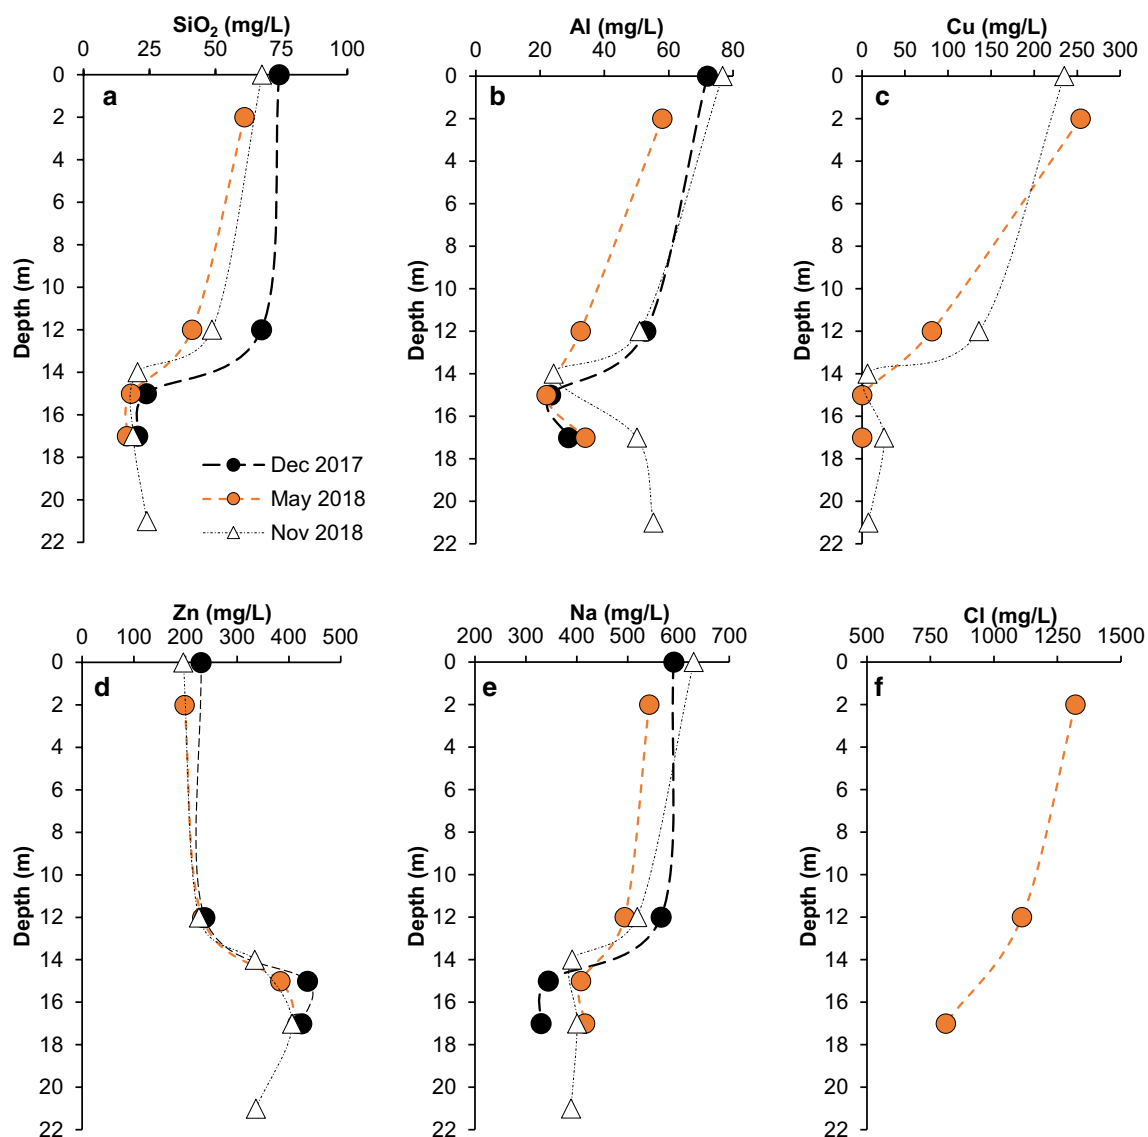 SiO2 (mg/L)
0 25 50 75 100
Al (mg/L)
0 20 40 60 80
Cu (mg/L)
0 50 100 150 200 250 300
a
b
c
Depth (m)
0
2
4
6
8
10
12
14
16
18
20
22
Depth (m)
0
2
4
6
8
10
12
14
16
18
20
22
Depth (m)
0
2
4
6
8
10
12
14
16
18
20
22
Dec 2017
May 2018
Nov 2018
Zn (mg/L)
0 100 200 300 400 500
Na (mg/L)
200 300 400 500 600 700
Cl (mg/L)
500 750 1000 1250 1500
d
e
f
Depth (m)
0
2
4
6
8
10
12
14
16
18
20
22
Depth (m)
0
2
4
6
8
10
12
14
16
18
20
22
Depth (m)
0
2
4
6
8
10
12
14
16
18
20
22